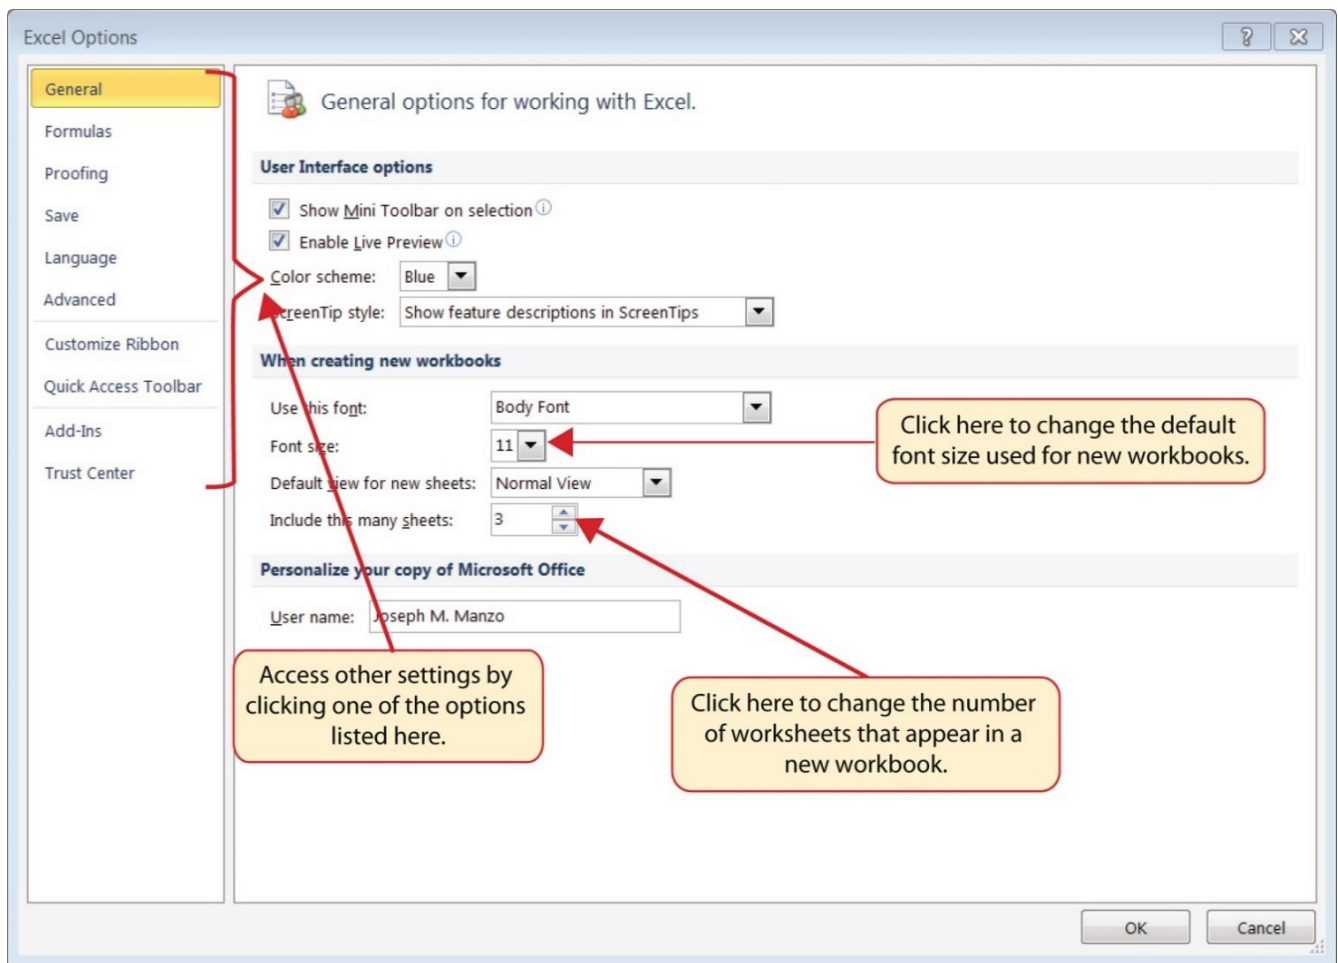 Excel Options
General
Formulas
Proofing
Save
Language
Advanced
Customize Ribbon
Quick Access Toolbar
Add-Ins
Trust Center
General options for working with Excel.
User Interface options
Show Mini Toolbar on selection
Enable Live Preview
Color scheme: Blue
ScreenTip style: Show feature descriptions in ScreenTips
When creating new workbooks
Use this font: Body Font
Font size: 11
Default view for new sheets: Normal View
Include this many sheets: 3
Personalize your copy of Microsoft Office
User name: Joseph M. Manzo
Click here to change the default
font size used for new workbooks.
Access other settings by
clicking one of the options
listed here.
Click here to change the number
of worksheets that appear in a
new workbook.
OK Cancel